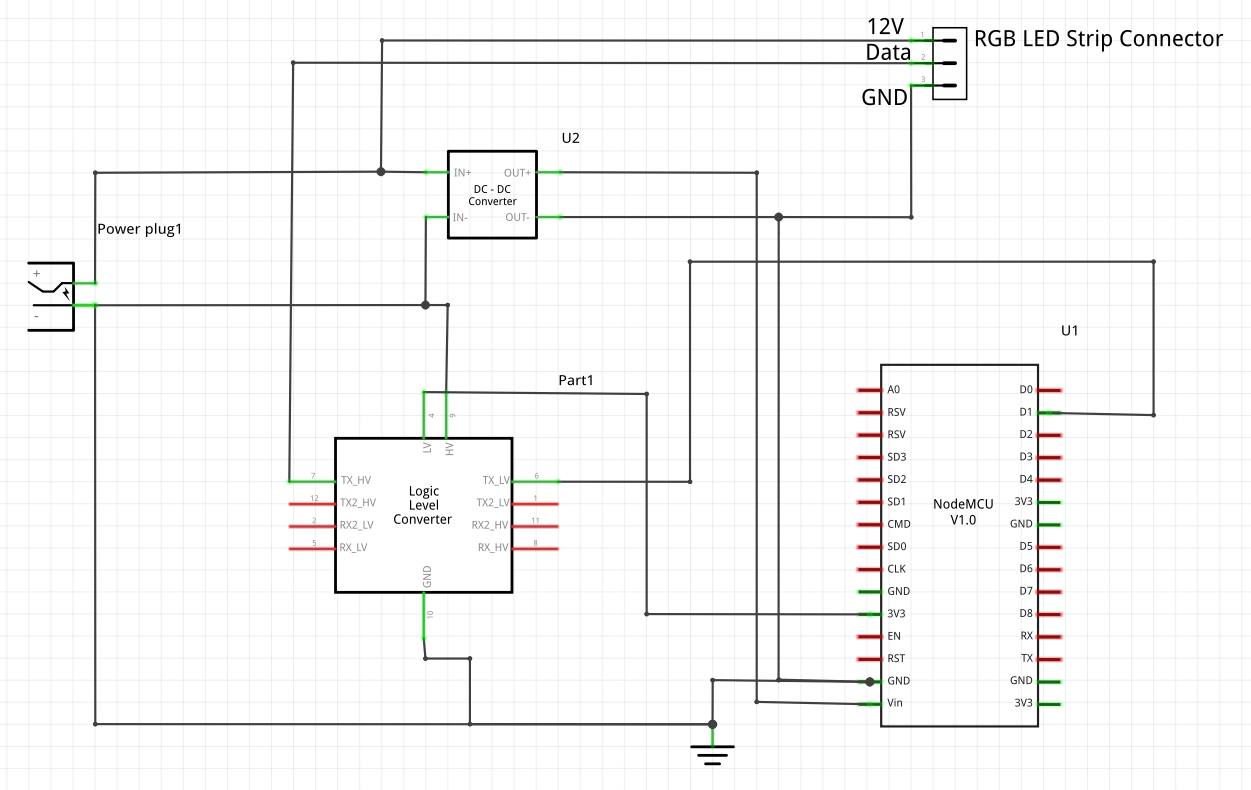 12V
RGB LED Strip Connector
1
Data
2
3
GND
U2
IN+
OUT+
DC - DC
Converter
IN-
OUT-
Power plug1
+
-
U1
Part1
4
9
LV
HV
7
TX_HV
TX_LV
6
12
TX2_HV
TX2_LV
1
2
RX2_LV
RX2_HV
11
5
RX_LV
RX_HV
8
Logic
Level
Converter
GND
10
A0
D0
RSV
D1
RSV
D2
SD3
D3
SD2
D4
SD1
3V3
CMD
GND
SD0
D5
CLK
D6
GND
D7
3V3
D8
EN
RX
RST
TX
GND
GND
Vin
3V3
NodeMCU
V1.0